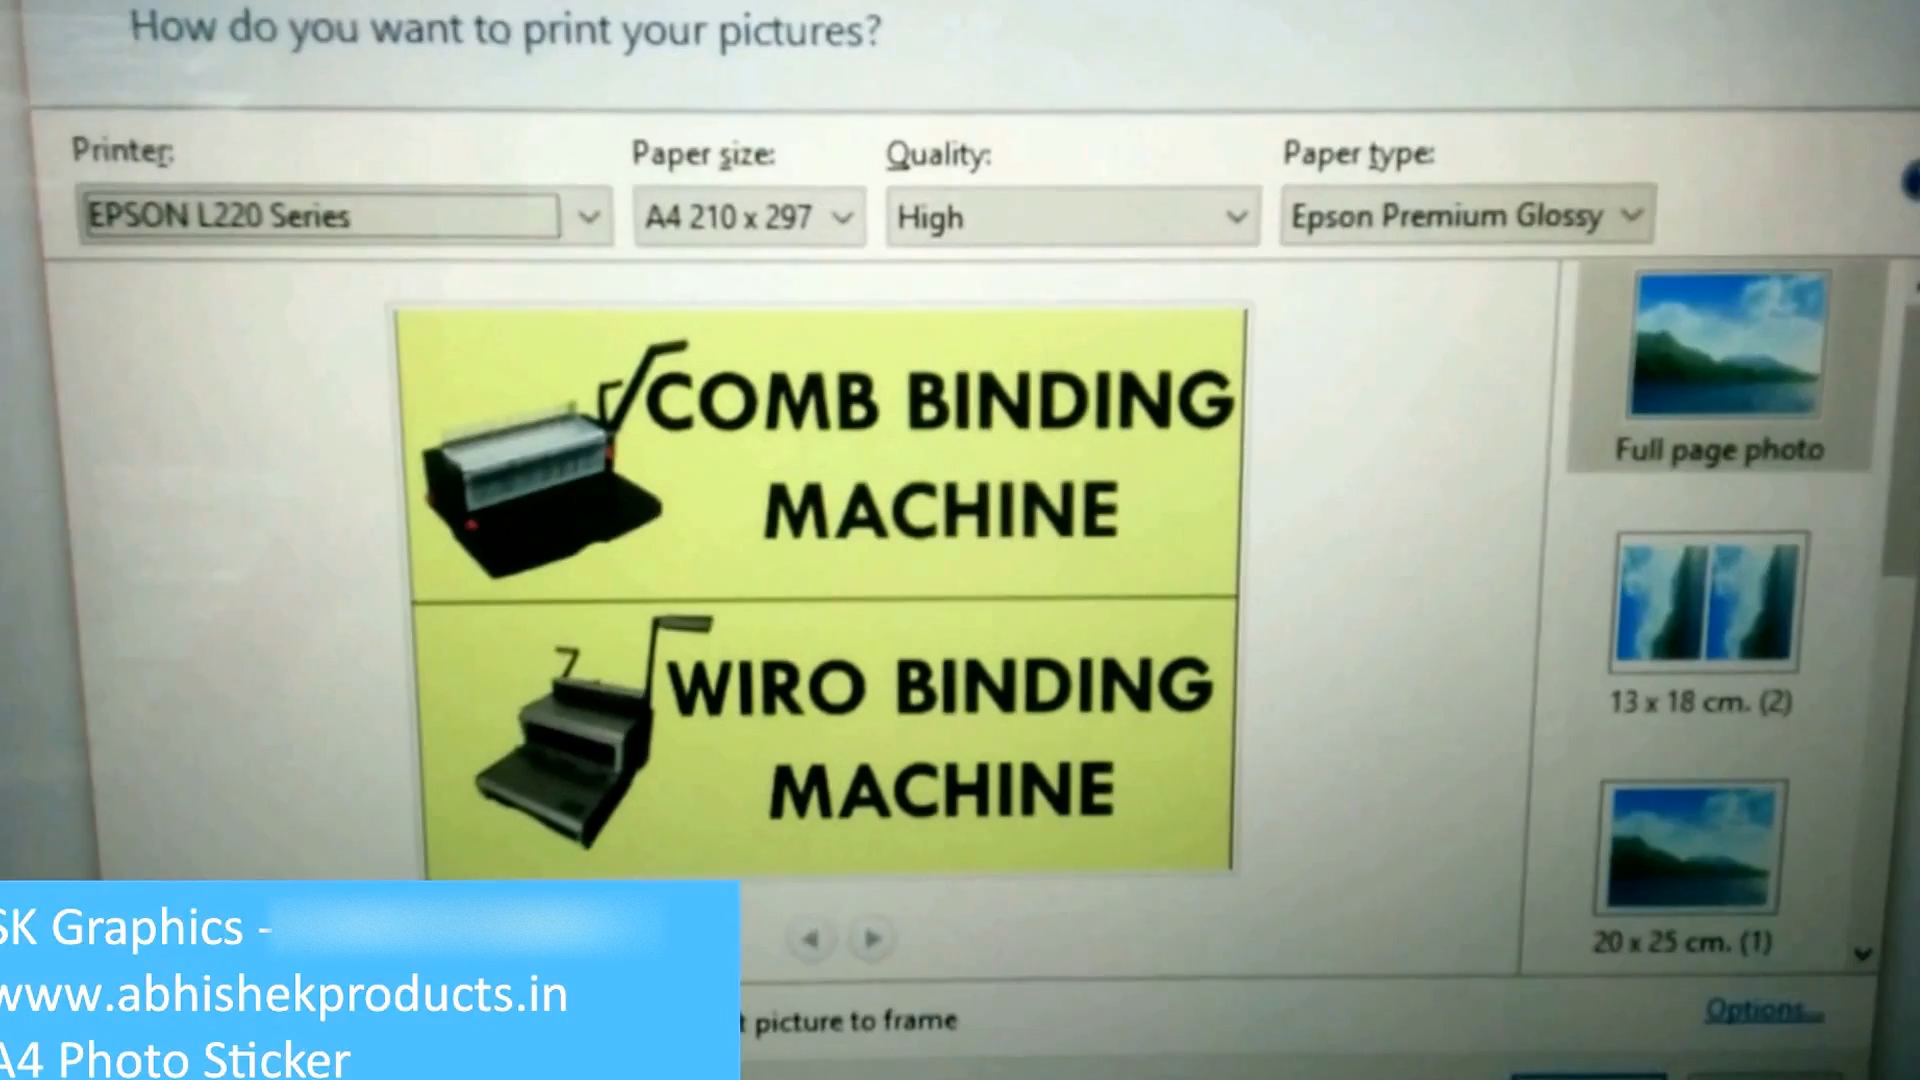 How do you want to print your pictures?
Printer:
Paper size:
Quality:
Paper type:
EPSON L220 Series
A4 210 x 297
High
Epson Premium Glossy
COMB BINDING
MACHINE
WIRO BINDING
MACHINE
Full page photo
13 x 18 cm. (2)
20 x 25 cm. (1)
picture to frame
Options...
SK Graphics -
www.abhishekproducts.in
A4 Photo Sticker